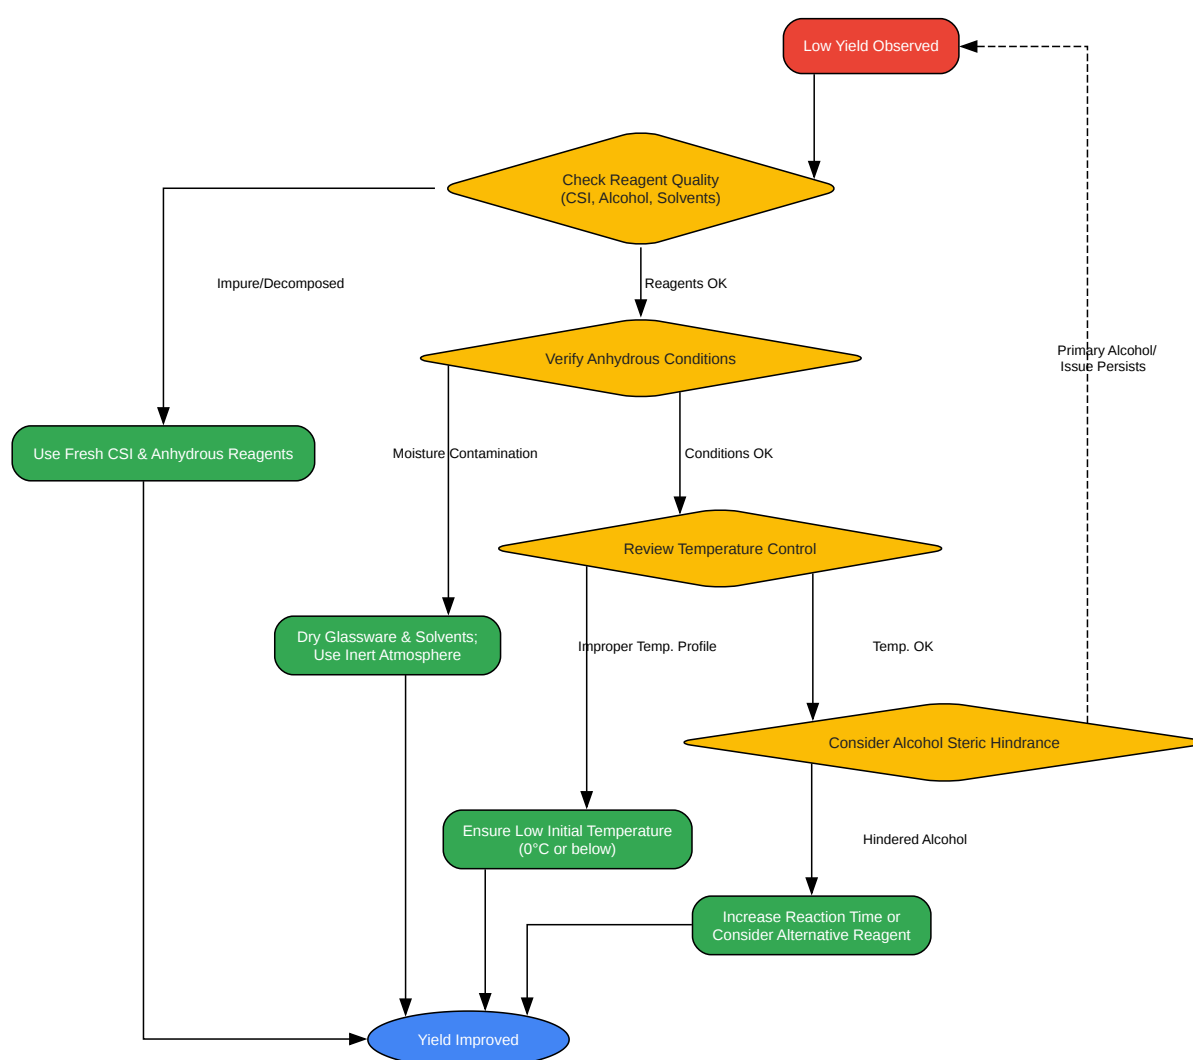 Low Yield Observed
Check Reagent Quality
(CSI, Alcohol, Solvents)
Impure/Decomposed
Reagents OK
Primary Alcohol/
Issue Persists
Verify Anhydrous Conditions
Use Fresh CSI & Anhydrous Reagents
Moisture Contamination
Conditions OK
Review Temperature Control
Dry Glassware & Solvents;
Use Inert Atmosphere
Improper Temp. Profile
Temp. OK
Consider Alcohol Steric Hindrance
Ensure Low Initial Temperature
(0°C or below)
Hindered Alcohol
Increase Reaction Time or
Consider Alternative Reagent
Yield Improved